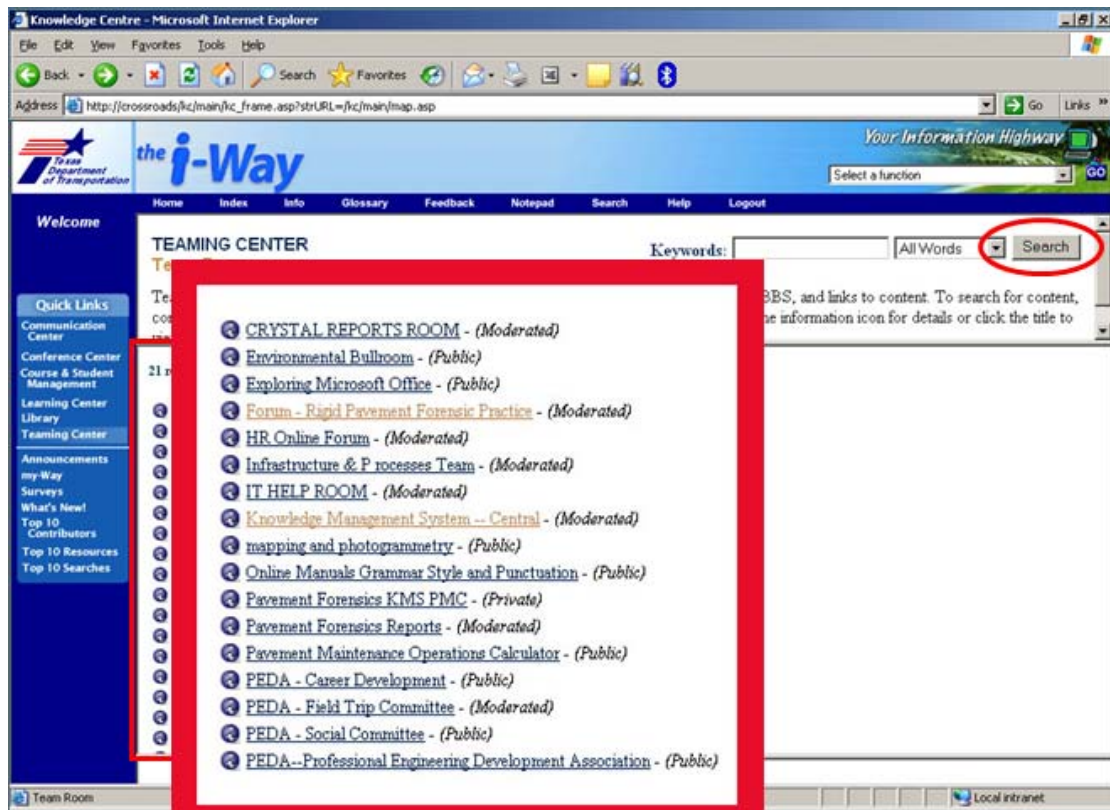 Knowledge Centre - Microsoft Internet Explorer
File Edit View Favorites Tools Help
Back Search Favorites
Address http://crossroads/kc/main/kc_frame.asp?strURL=/kc/main/map.asp Go Links »
Texas
Department
of Transportation
the i-Way
Your Information Highway
Select a function GO
Home Index Info Glossary Feedback Notepad Search Help Logout
Welcome
TEAMING CENTER
Keywords: All Words Search
BBS, and links to content. To search for content,
information icon for details or click the title to
Quick Links
Communication
Center
Conference Center
Course & Student
Management
Learning Center
Library
Teaming Center
Announcements
my-Way
Surveys
What's New!
Top 10
Contributors
Top 10 Resources
Top 10 Searches
21
CRYSTAL REPORTS ROOM - (Moderated)
Environmental Bullroom - (Public)
Exploring Microsoft Office - (Public)
Forum - Rigid Pavement Forensic Practice - (Moderated)
HR Online Forum - (Moderated)
Infrastructure & P rocesses Team - (Moderated)
IT HELP ROOM - (Moderated)
Knowledge Management System -- Central - (Moderated)
mapping and photogrammetry - (Public)
Online Manuals Grammar Style and Punctuation - (Public)
Pavement Forensics KMS PMC - (Private)
Pavement Forensics Reports - (Moderated)
Pavement Maintenance Operations Calculator - (Public)
PEDA - Career Development - (Public)
PEDA - Field Trip Committee - (Moderated)
PEDA - Social Committee - (Public)
PEDA--Professional Engineering Development Association - (Public)
Team Room Local intranet